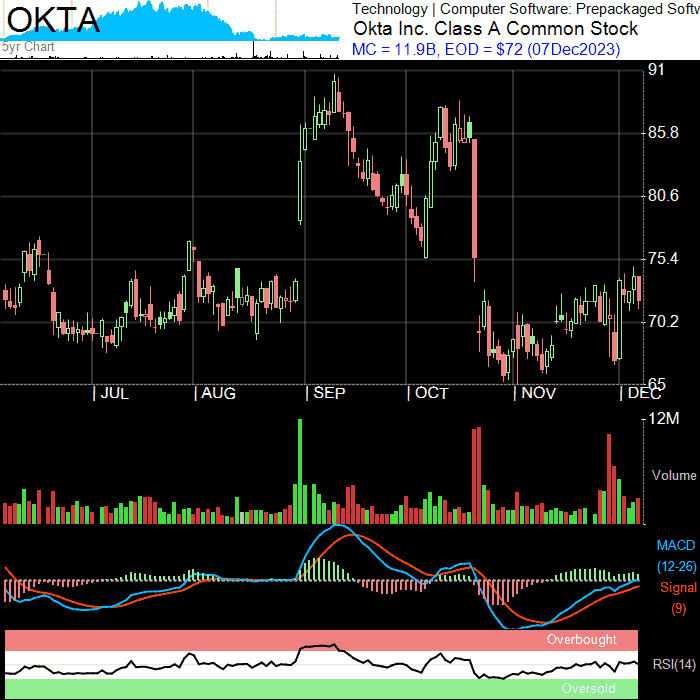 OKTA
5yr Chart
Technology | Computer Software: Prepackaged Softw
Okta Inc. Class A Common Stock
MC = 11.9B, EOD = $72 (07Dec2023)
91
85.8
80.6
75.4
70.2
65
| JUL | AUG | SEP | OCT | NOV | DEC
12M
Volume
MACD
(12-26)
Signal
(9)
Overbought
RSI(14)
Oversold